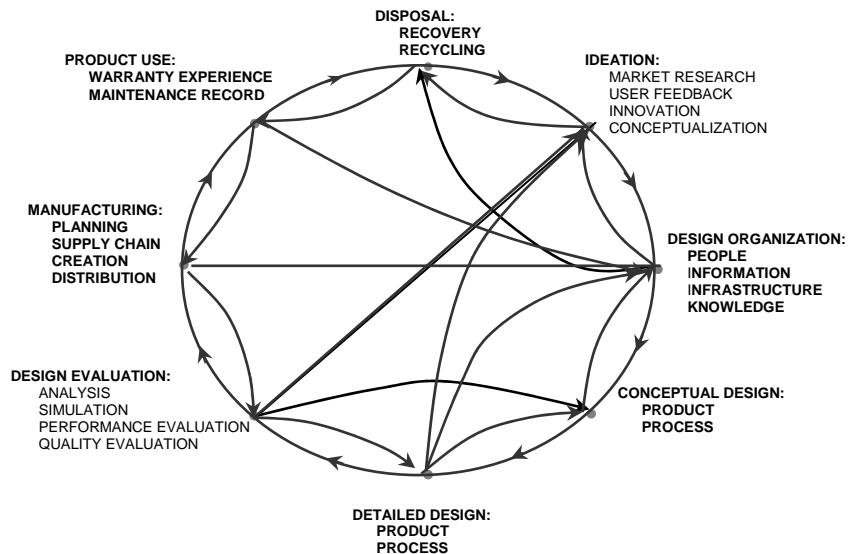 DISPOSAL:
RECOVERY
RECYCLING
PRODUCT USE:
WARRANTY EXPERIENCE
MAINTENANCE RECORD
IDEATION:
MARKET RESEARCH
USER FEEDBACK
INNOVATION
CONCEPTUALIZATION
MANUFACTURING:
PLANNING
SUPPLY CHAIN
CREATION
DISTRIBUTION
DESIGN ORGANIZATION:
PEOPLE
INFORMATION
INFRASTRUCTURE
KNOWLEDGE
DESIGN EVALUATION:
ANALYSIS
SIMULATION
PERFORMANCE EVALUATION
QUALITY EVALUATION
CONCEPTUAL DESIGN:
PRODUCT
PROCESS
DETAILED DESIGN:
PRODUCT
PROCESS